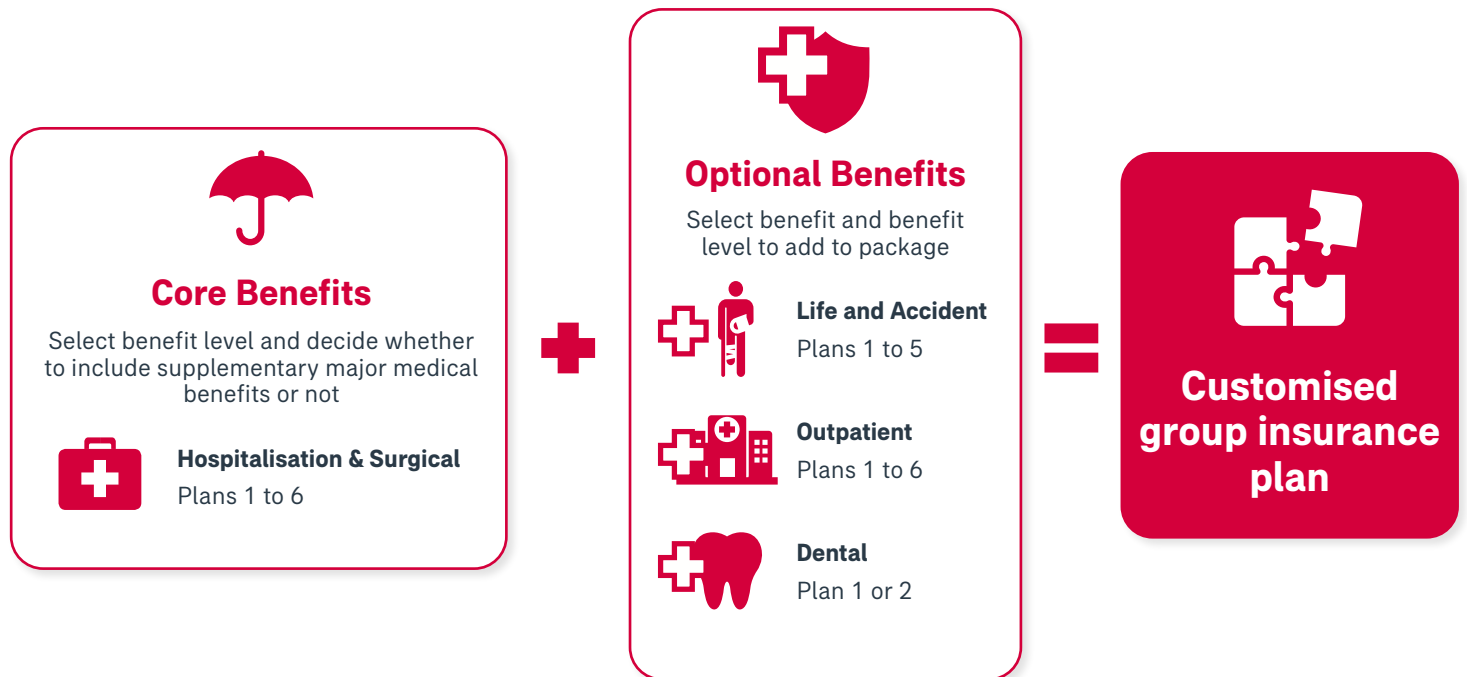 Core Benefits
Select benefit level and decide whether
to include supplementary major medical
benefits or not
Hospitalisation & Surgical
Plans 1 to 6
Optional Benefits
Select benefit and benefit
level to add to package
Life and Accident
Plans 1 to 5
Outpatient
Plans 1 to 6
Dental
Plan 1 or 2
Customised
group insurance
plan